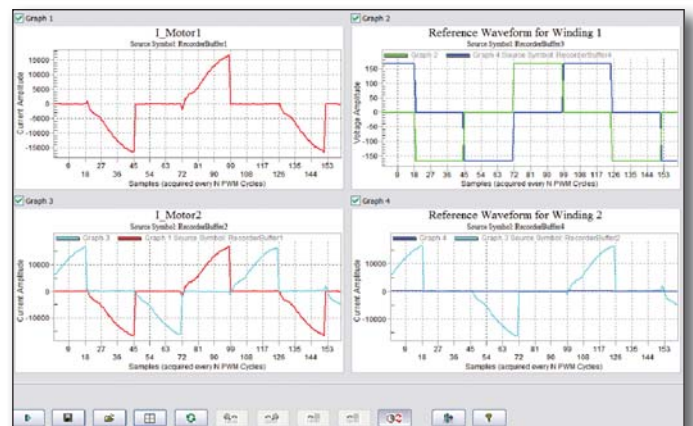 Graph 1
I_Motor1
Source Symbol: RecorderBuffer1
Current Amplitude
15000
10000
5000
0
-5000
-10000
-15000
9 18 27 36 45 54 63 72 81 90 99 108 117 126 135 144 153
Samples (acquired every N PWM Cycles)
Graph 2
Reference Waveform for Winding 1
Source Symbol: RecorderBuffer3
Graph 2 Graph 4 Source Symbol: RecorderBuffer4
Voltage Amplitude
150
100
50
0
-50
-100
-150
9 18 27 36 45 54 63 72 81 90 99 108 117 126 135 144 153
Samples (acquired every N PWM Cycles)
Graph 3
I_Motor2
Source Symbol: RecorderBuffer2
Graph 3 Graph 1 Source Symbol: RecorderBuffer1
Current Amplitude
10000
0
-10000
9 18 27 36 45 54 63 72 81 90 99 108 117 126 135 144 153
Samples (acquired every N PWM Cycles)
Graph 4
Reference Waveform for Winding 2
Source Symbol: RecorderBuffer4
Graph 4 Graph 3 Source Symbol: RecorderBuffer2
Current Amplitude
10000
0
-10000
9 18 27 36 45 54 63 72 81 90 99 108 117 126 135 144 153
Samples (acquired every N PWM Cycles)